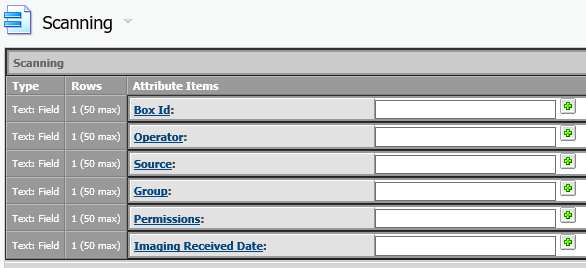 Scanning
Scanning
Type Rows Attribute Items
Text: Field 1 (50 max) Box Id:
Text: Field 1 (50 max) Operator:
Text: Field 1 (50 max) Source:
Text: Field 1 (50 max) Group:
Text: Field 1 (50 max) Permissions:
Text: Field 1 (50 max) Imaging Received Date: